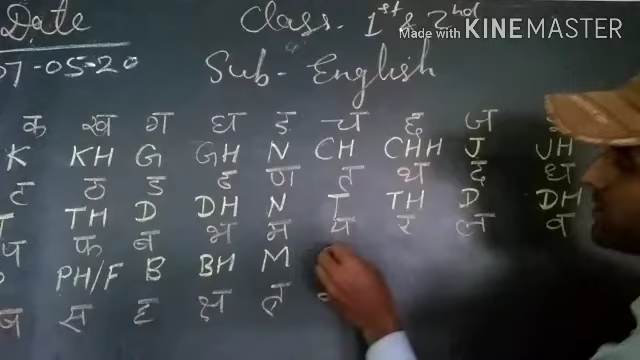 Made with KINEMASTER
Date Class- 1st & 2nd
07-05-20 Sub- English
क ख ग घ ङ च छ ज
K KH G GH N CH CHH J JH
ट ठ ड ढ ण त थ द ध
T TH D DH N T TH D DH
प फ ब भ म य र ल व
PH/F B BH M
स ह क्ष त्र